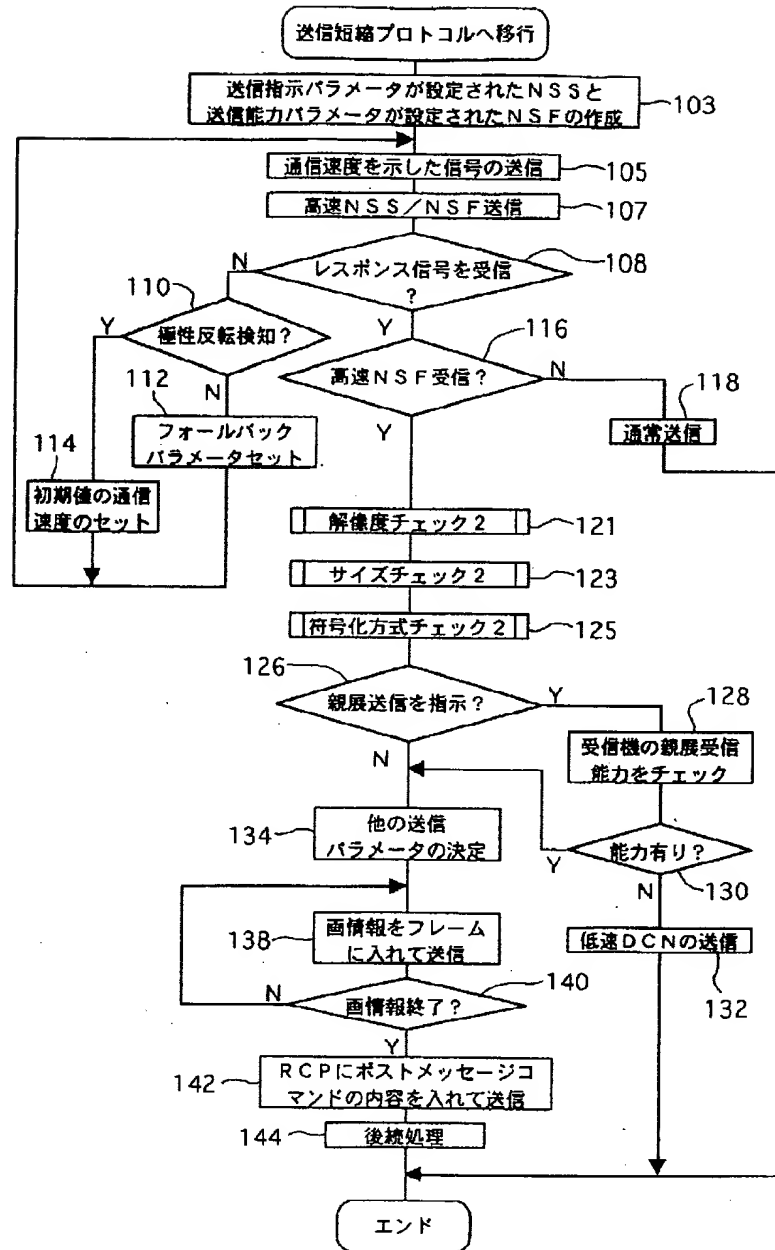 送信短縮プロトコルへ移行
送信指示パラメータが設定されたNSSと
送信能力パラメータが設定されたNSFの作成
103
通信速度を示した信号の送信
105
高速NSS/NSF送信
107
レスポンス信号を受信
?
108
N
Y
110
極性反転検知?
Y
N
116
高速NSF受信?
N
Y
118
通常送信
112
フォールバック
パラメータセット
114
初期値の通信
速度のセット
解像度チェック2
121
サイズチェック2
123
符号化方式チェック2
125
126
親展送信を指示?
Y
N
128
受信機の親展受信
能力をチェック
134
他の送信
パラメータの決定
能力有り?
Y
N
130
138
画情報をフレーム
に入れて送信
低速DCNの送信
132
画情報終了?
140
N
Y
142
RCPにポストメッセージコ
マンドの内容を入れて送信
144
後続処理
エンド